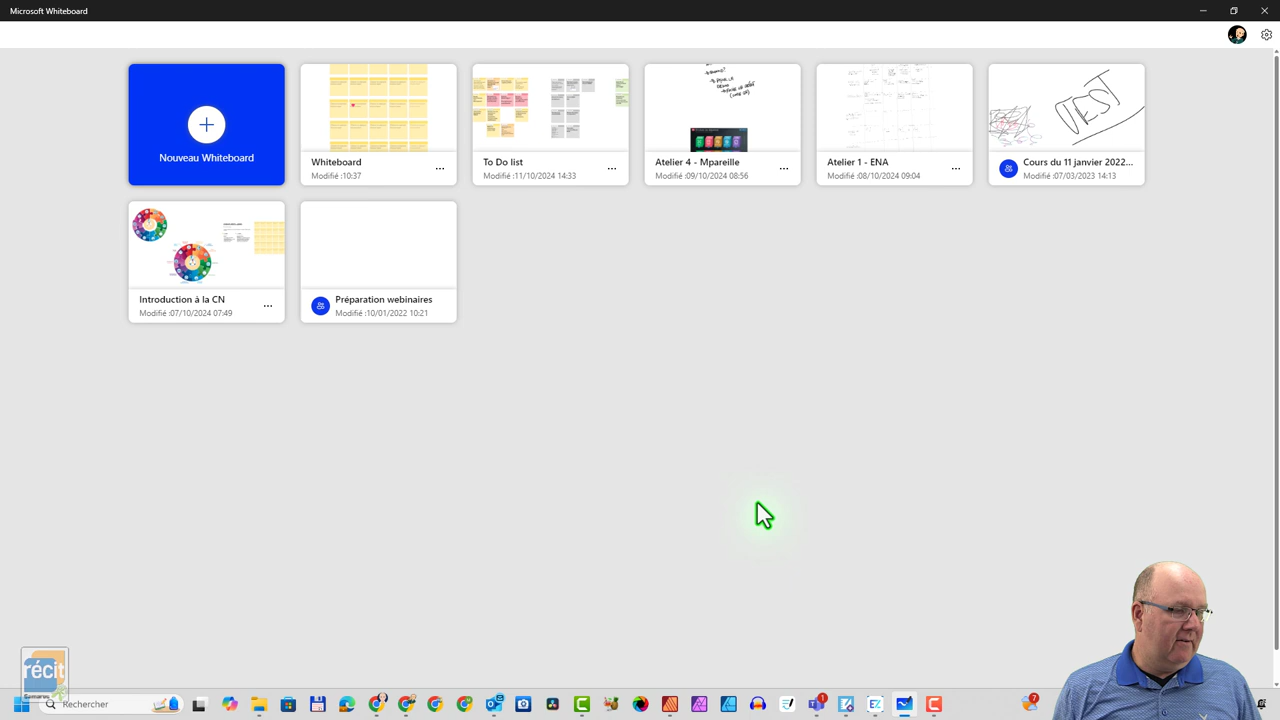 Microsoft Whiteboard
Nouveau Whiteboard
Whiteboard
Modifié :10:37
To Do list
Modifié :11/10/2024 14:33
Atelier 4 - Mpareille
Modifié :09/10/2024 08:56
Atelier 1 - ENA
Modifié :08/10/2024 09:04
TEST
Cours du 11 janvier 2022...
Modifié :07/03/2023 14:13
Introduction à la CN
Modifié :07/10/2024 07:49
Préparation webinaires
Modifié :10/01/2022 10:21
récit
Rechercher
1
EZ
7